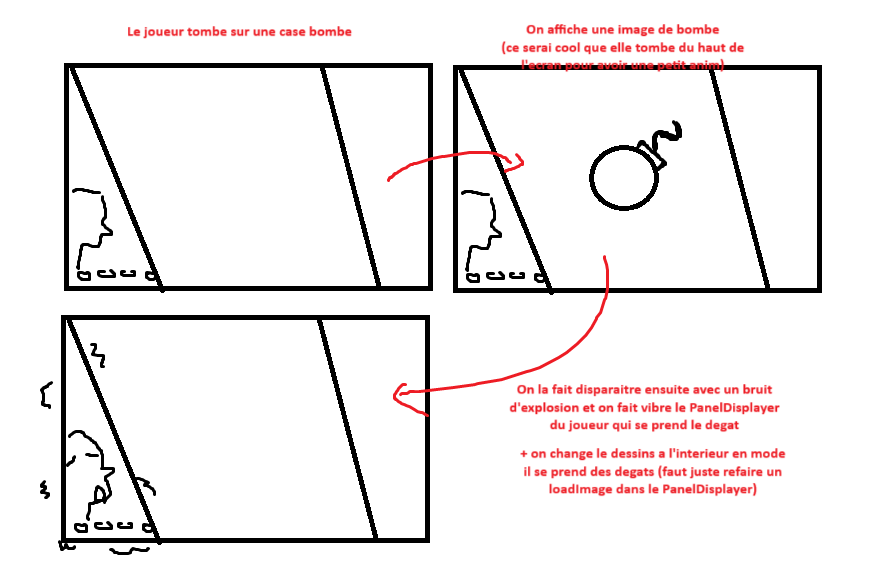 Le joueur tombe sur une case bombe
On affiche une image de bombe
(ce serai cool que elle tombe du haut de
l'ecran pour avoir une petit anim)
On la fait disparaitre ensuite avec un bruit
d'explosion et on fait vibre le PanelDisplayer
du joueur qui se prend le degat
+ on change le dessins a l'interieur en mode
il se prend des degats (faut juste refaire un
loadImage dans le PanelDisplayer)